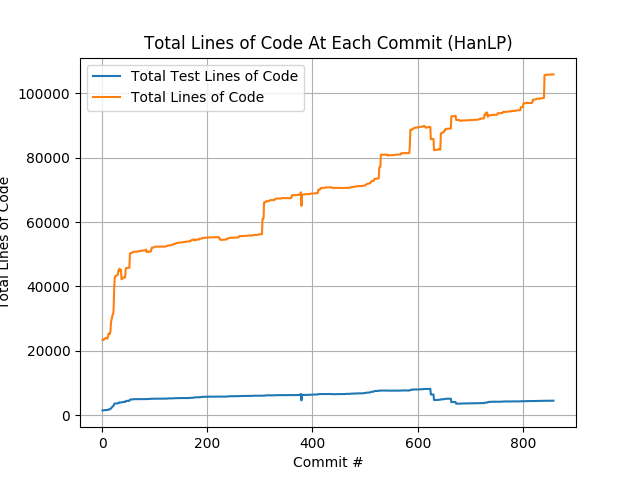 Total Lines of Code At Each Commit (HanLP)
Total Test Lines of Code
Total Lines of Code
100000
80000
60000
40000
20000
0
Total Lines of Code
0 200 400 600 800
Commit #